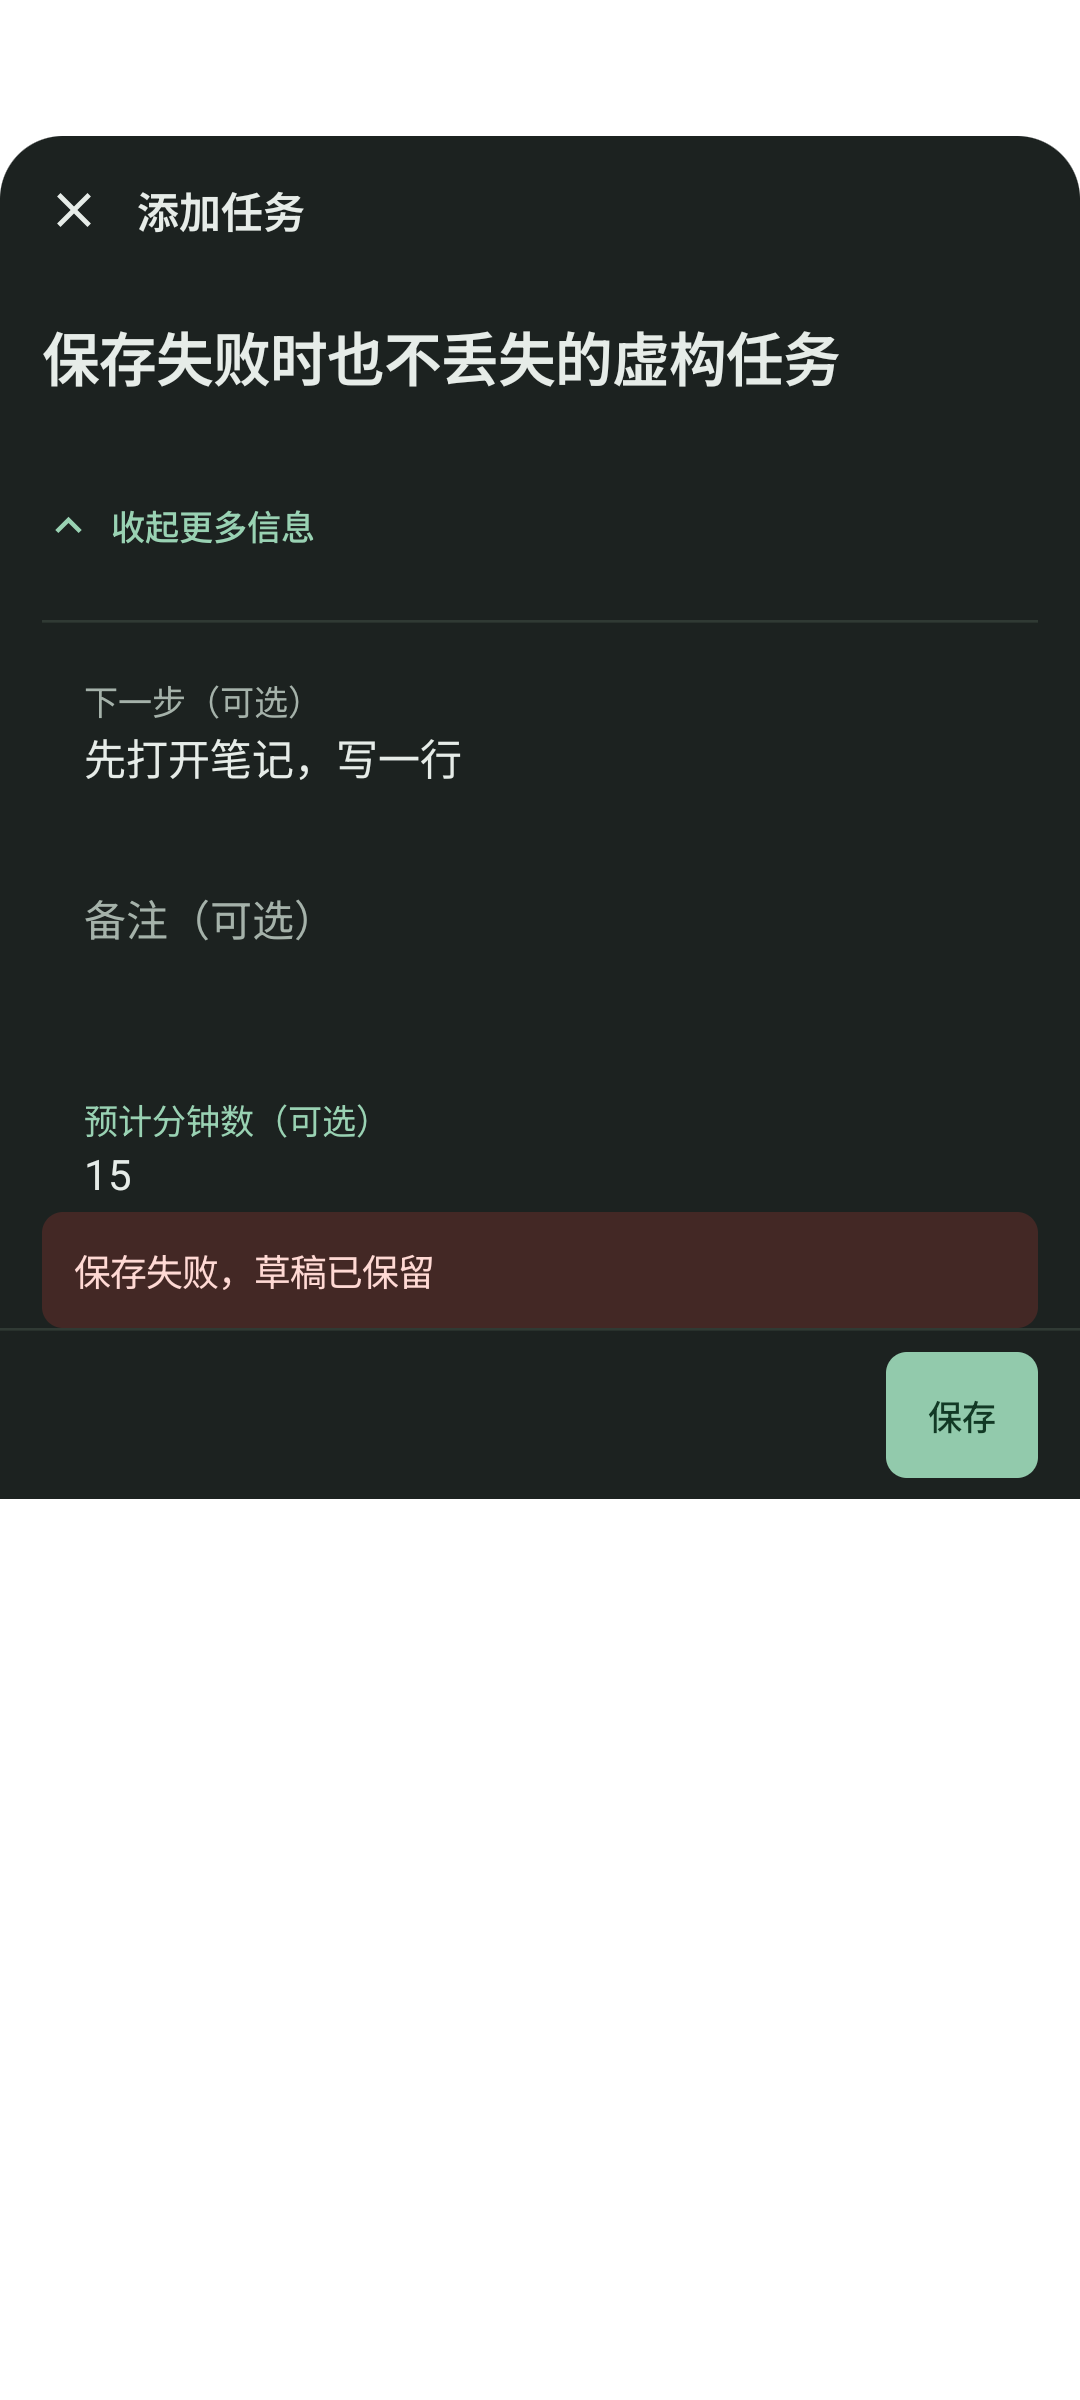 添加任务
保存失败时也不丢失的虚构任务
收起更多信息
下一步（可选）
先打开笔记，写一行
备注（可选）
预计分钟数（可选）
15
保存失败，草稿已保留
保存